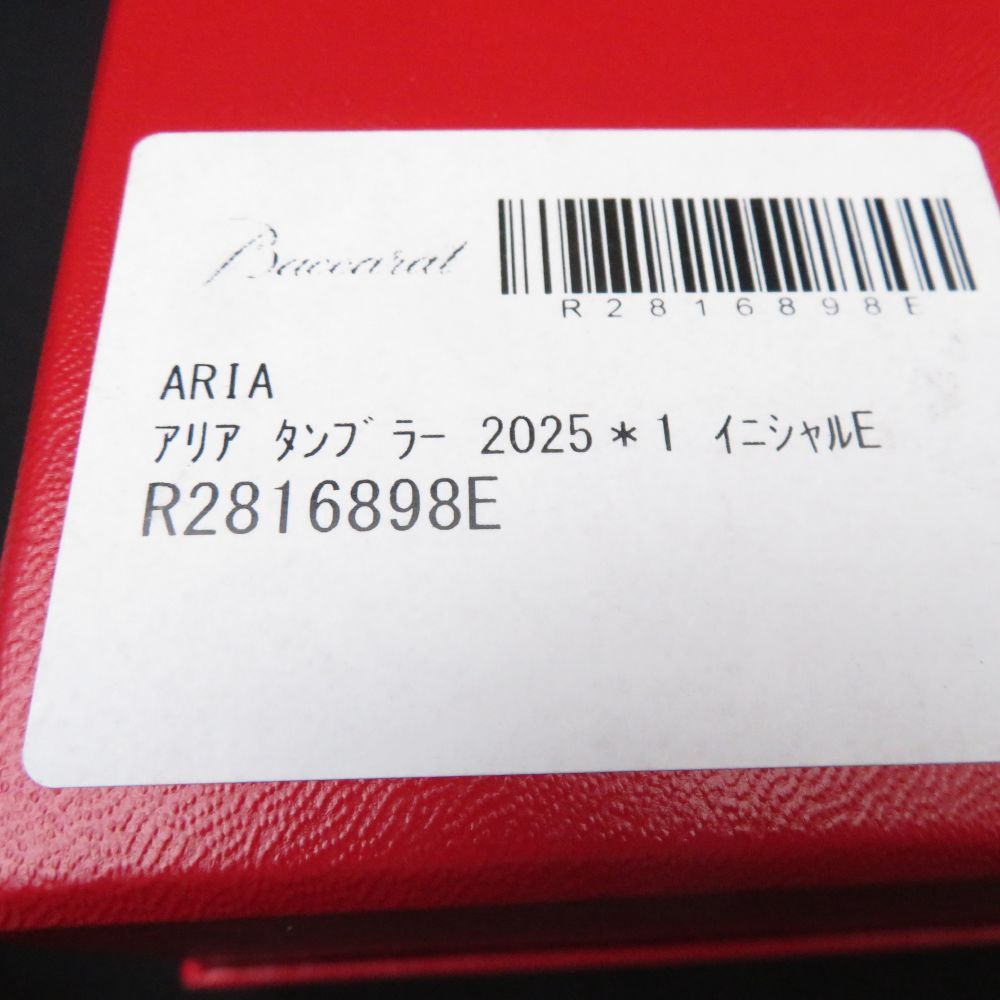 Baccarat
R2816898E
ARIA
ｱﾘｱ ﾀﾝﾌﾞﾗｰ 2025*1 ｲﾆｼｬﾙE
R2816898E